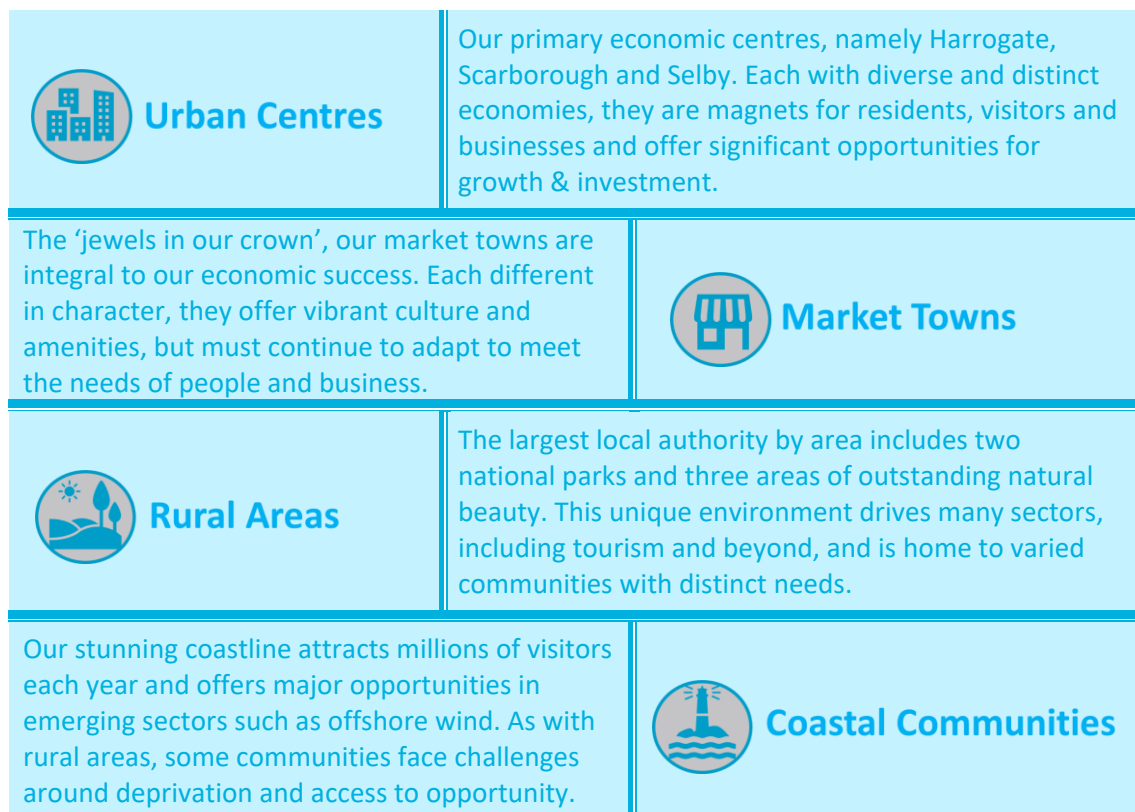 Urban Centres
Our primary economic centres, namely Harrogate,
Scarborough and Selby. Each with diverse and distinct
economies, they are magnets for residents, visitors and
businesses and offer significant opportunities for
growth & investment.
The ‘jewels in our crown’, our market towns are
integral to our economic success. Each different
in character, they offer vibrant culture and
amenities, but must continue to adapt to meet
the needs of people and business.
Market Towns
Rural Areas
The largest local authority by area includes two
national parks and three areas of outstanding natural
beauty. This unique environment drives many sectors,
including tourism and beyond, and is home to varied
communities with distinct needs.
Our stunning coastline attracts millions of visitors
each year and offers major opportunities in
emerging sectors such as offshore wind. As with
rural areas, some communities face challenges
around deprivation and access to opportunity.
Coastal Communities